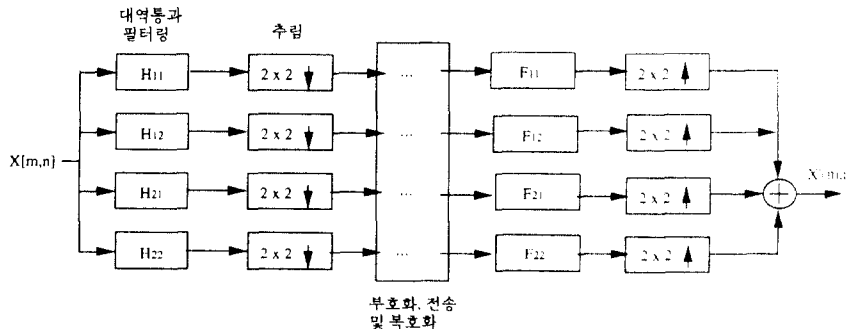 대역통과
필터링
추림
H11
2 x 2
...
F11
2 x 2
H12
2 x 2
...
F12
2 x 2
X[m,n]
H21
2 x 2
...
F21
2 x 2
H22
2 x 2
...
F22
2 x 2
부호화, 전송
및 복호화